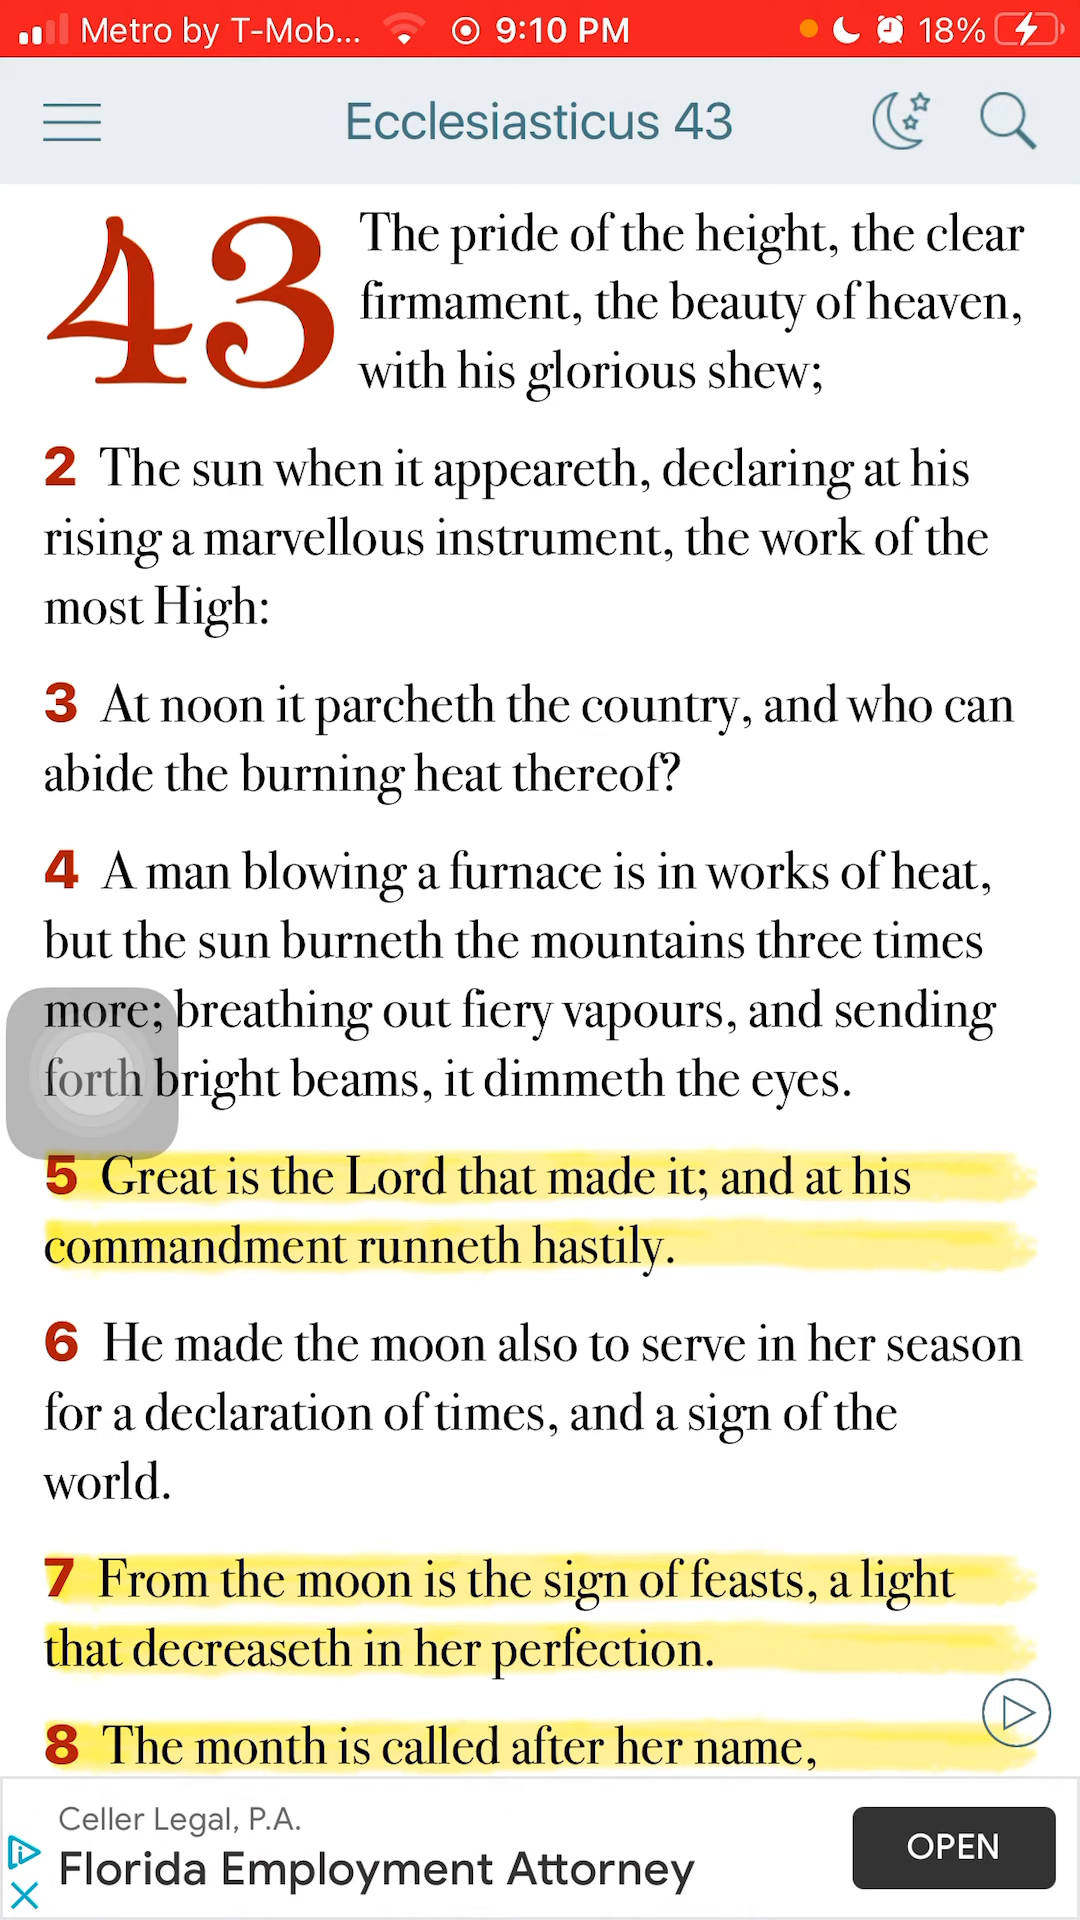 Metro by T-Mob... 9:10 PM 18%
Ecclesiasticus 43
43 The pride of the height, the clear
firmament, the beauty of heaven,
with his glorious shew;
2 The sun when it appeareth, declaring at his
rising a marvellous instrument, the work of the
most High:
3 At noon it parcheth the country, and who can
abide the burning heat thereof?
4 A man blowing a furnace is in works of heat,
but the sun burneth the mountains three times
more; breathing out fiery vapours, and sending
forth bright beams, it dimmeth the eyes.
5 Great is the Lord that made it; and at his
commandment runneth hastily.
6 He made the moon also to serve in her season
for a declaration of times, and a sign of the
world.
7 From the moon is the sign of feasts, a light
that decreaseth in her perfection.
8 The month is called after her name,
Celler Legal, P.A.
Florida Employment Attorney
OPEN